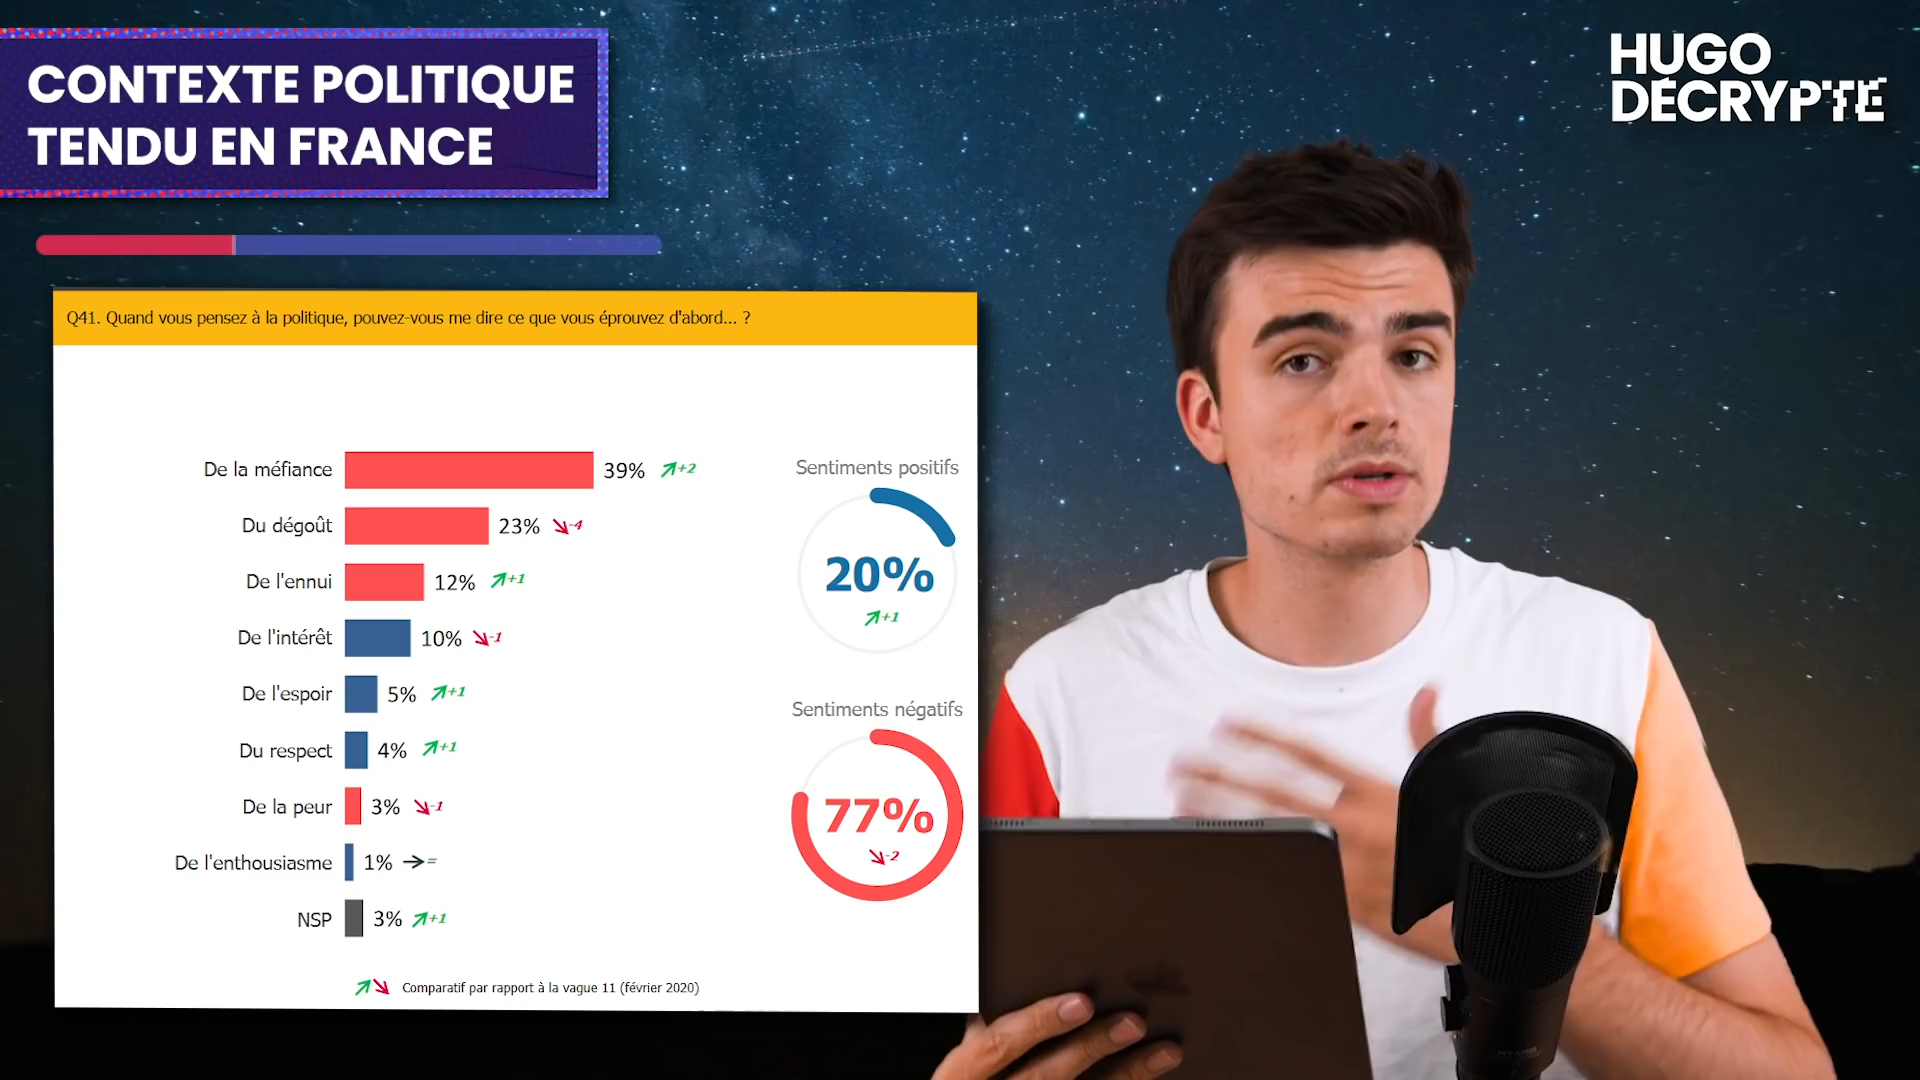 CONTEXTE POLITIQUE
TENDU EN FRANCE
HUGO
DÉCRYPTE
Q41. Quand vous pensez à la politique, pouvez-vous me dire ce que vous éprouvez d'abord... ?
De la méfiance 39% +2
Du dégoût 23% -4
De l'ennui 12% +1
De l'intérêt 10% -1
De l'espoir 5% +1
Du respect 4% +1
De la peur 3% -1
De l'enthousiasme 1% =
NSP 3% +1
Sentiments positifs
20%
+1
Sentiments négatifs
77%
-2
Comparatif par rapport à la vague 11 (février 2020)